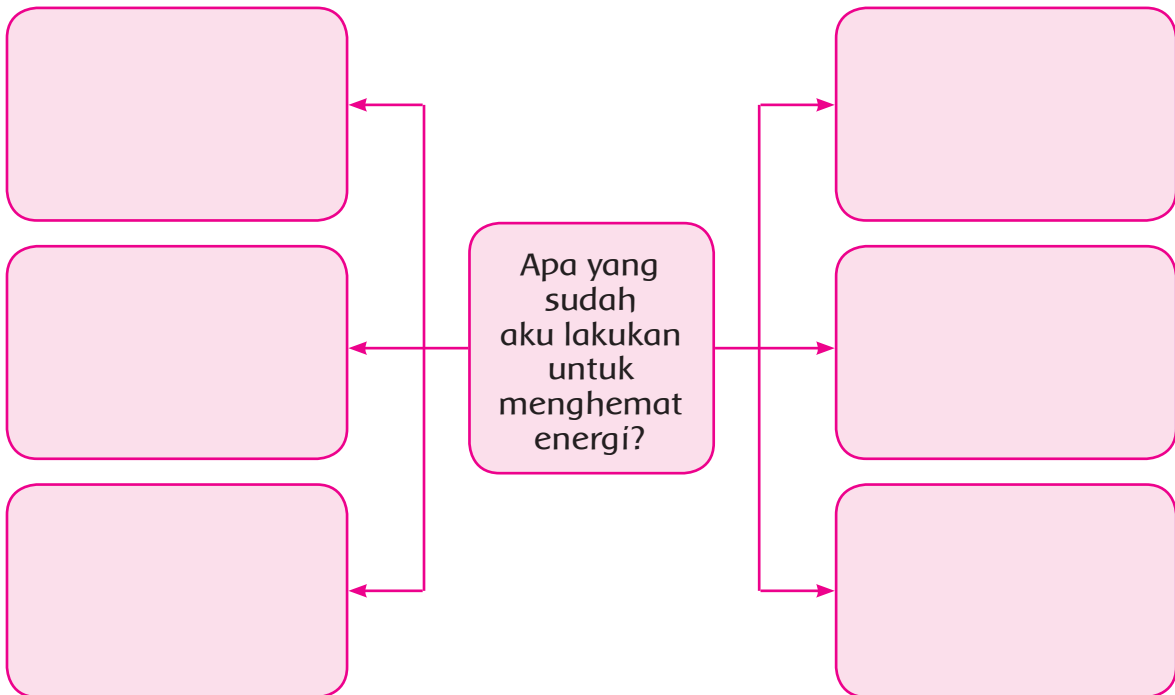 Apa yang
sudah
aku lakukan
untuk
menghemat
energi?